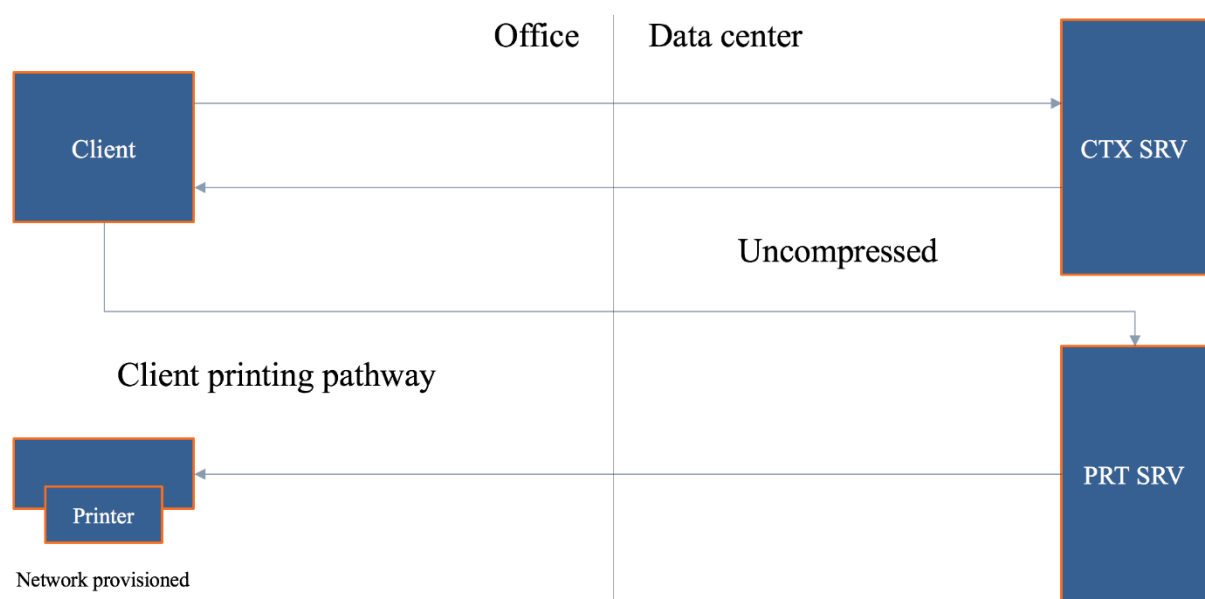 Office
Data center
Client
CTX SRV
Uncompressed
Client printing pathway
PRT SRV
Printer
Network provisioned